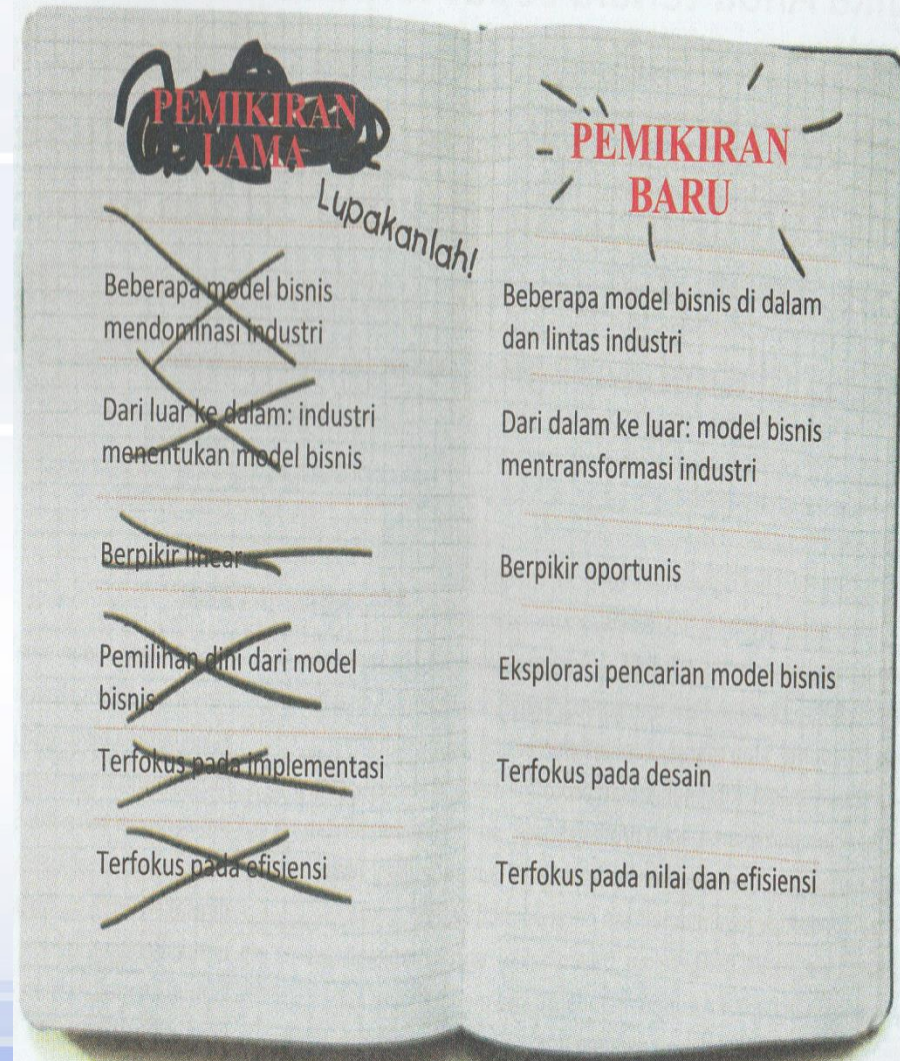 PEMIKIRAN
LAMA
Lupakanlah!
Beberapa model bisnis
mendominasi industri
Dari luar ke dalam: industri
menentukan model bisnis
Berpikir linear
Pemilihan dini dari model
bisnis
Terfokus pada implementasi
Terfokus pada efisiensi
PEMIKIRAN
BARU
Beberapa model bisnis di dalam
dan lintas industri
Dari dalam ke luar: model bisnis
mentransformasi industri
Berpikir oportunis
Eksplorasi pencarian model bisnis
Terfokus pada desain
Terfokus pada nilai dan efisiensi